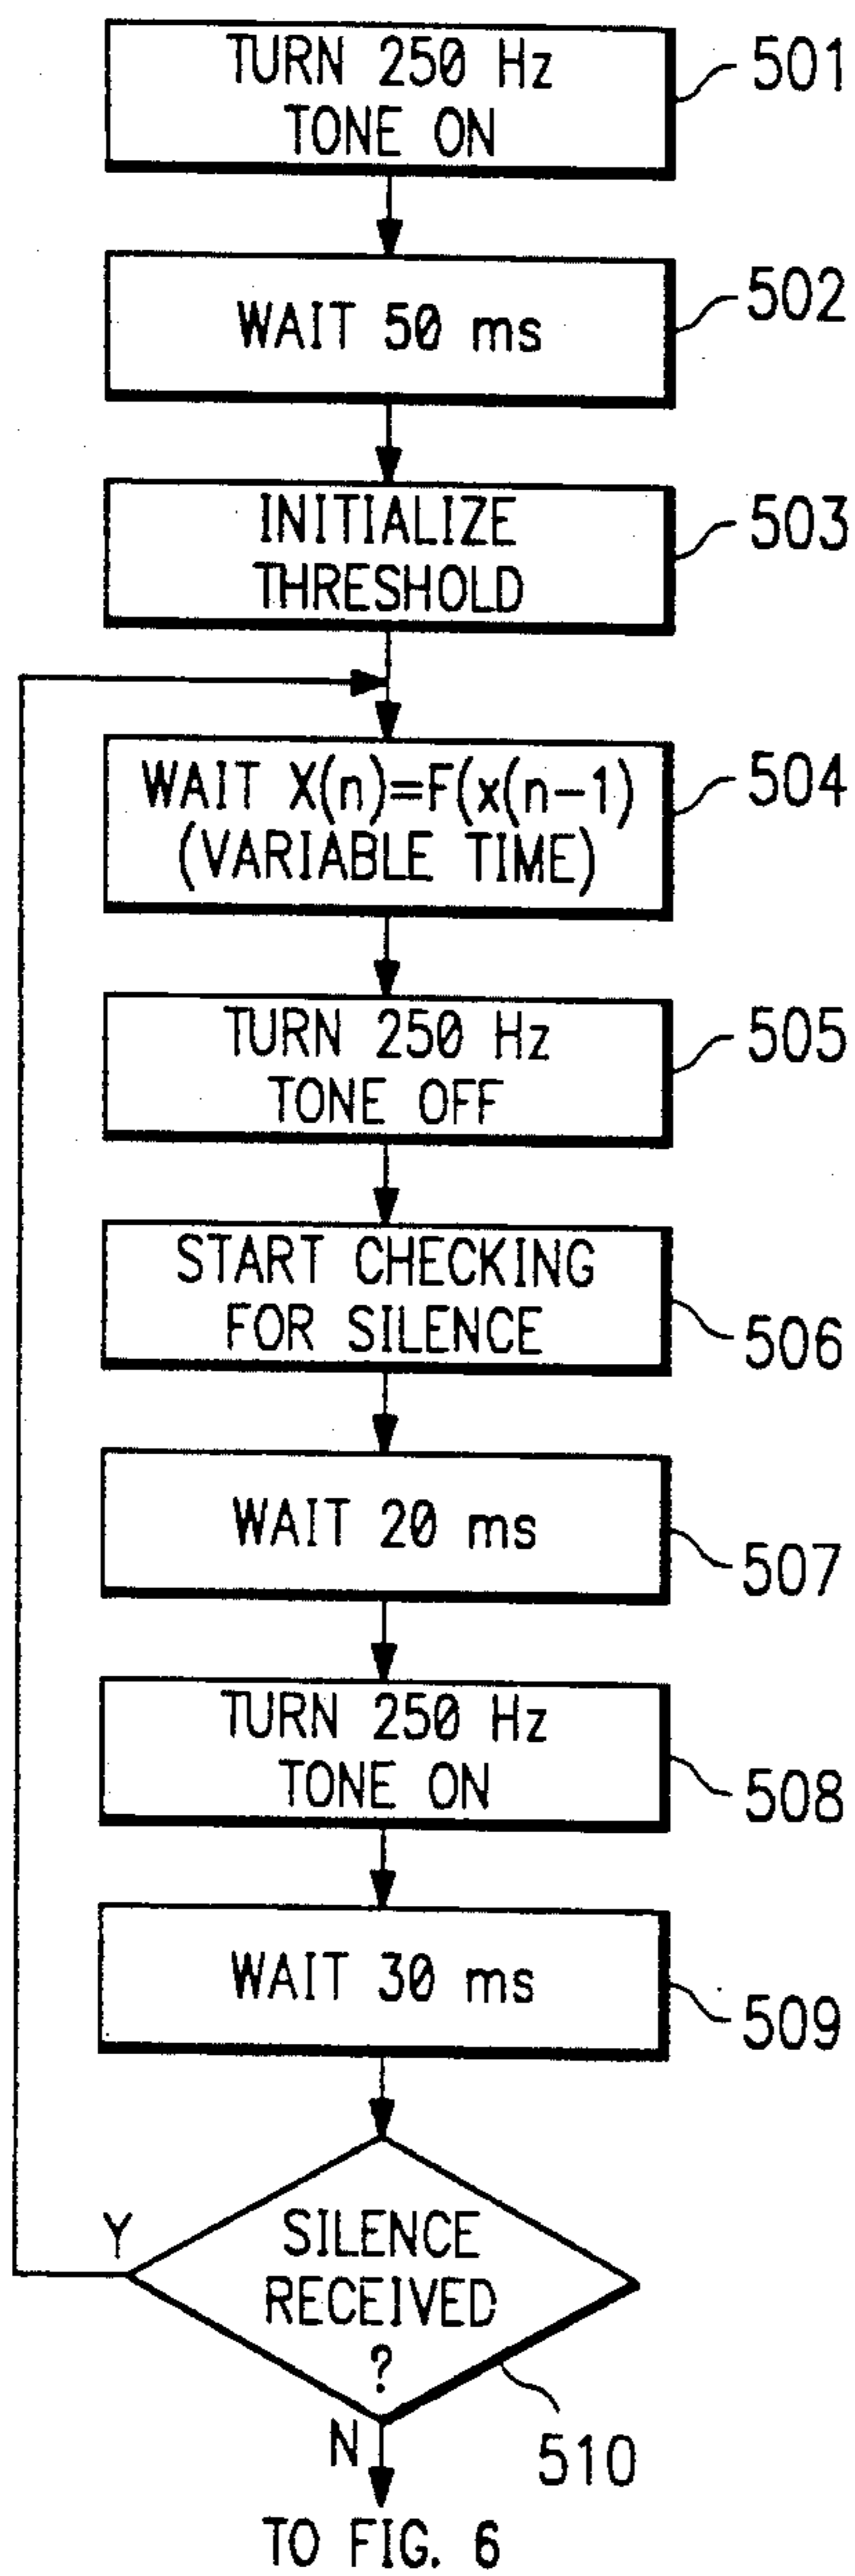 TURN 250 Hz
TONE ON
501
WAIT 50 ms
502
INITIALIZE
THRESHOLD
503
WAIT X(n)=F(x(n-1)
(VARIABLE TIME)
504
TURN 250 Hz
TONE OFF
505
START CHECKING
FOR SILENCE
506
WAIT 20 ms
507
TURN 250 Hz
TONE ON
508
WAIT 30 ms
509
Y
SILENCE
RECEIVED
?
510
N
TO FIG. 6